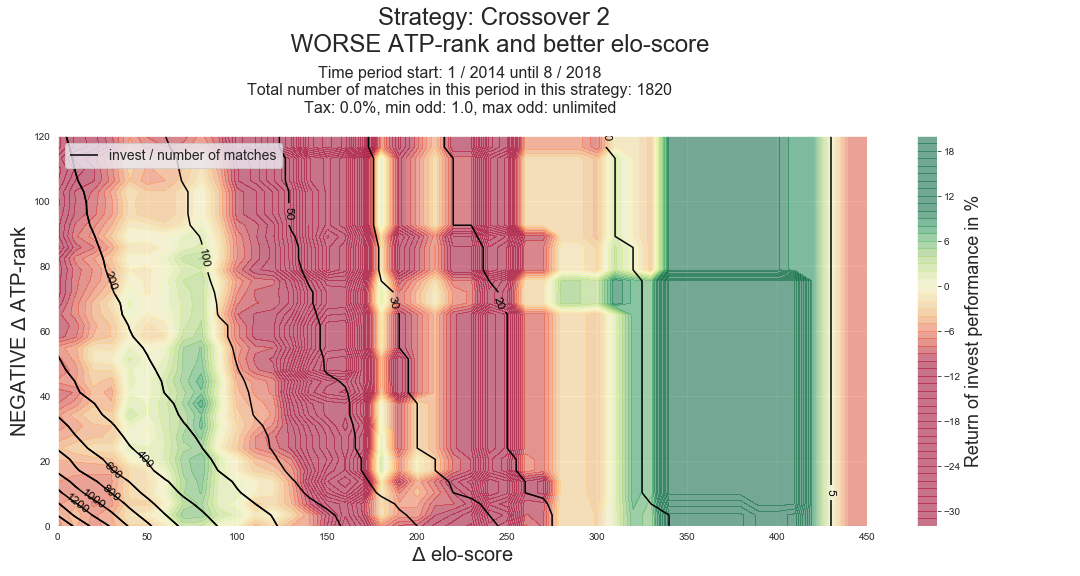 Strategy: Crossover 2
WORSE ATP-rank and better elo-score
Time period start: 1 / 2014 until 8 / 2018
Total number of matches in this period in this strategy: 1820
Tax: 0.0%, min odd: 1.0, max odd: unlimited
invest / number of matches
NEGATIVE Δ ATP-rank
120
100
80
60
40
20
0
0 50 100 150 200 250 300 350 400 450
Δ elo-score
200
100
50
30
20
5
400
600
800
1000
1200
18
12
6
0
-6
-12
-18
-24
-30
Return of invest performance in %